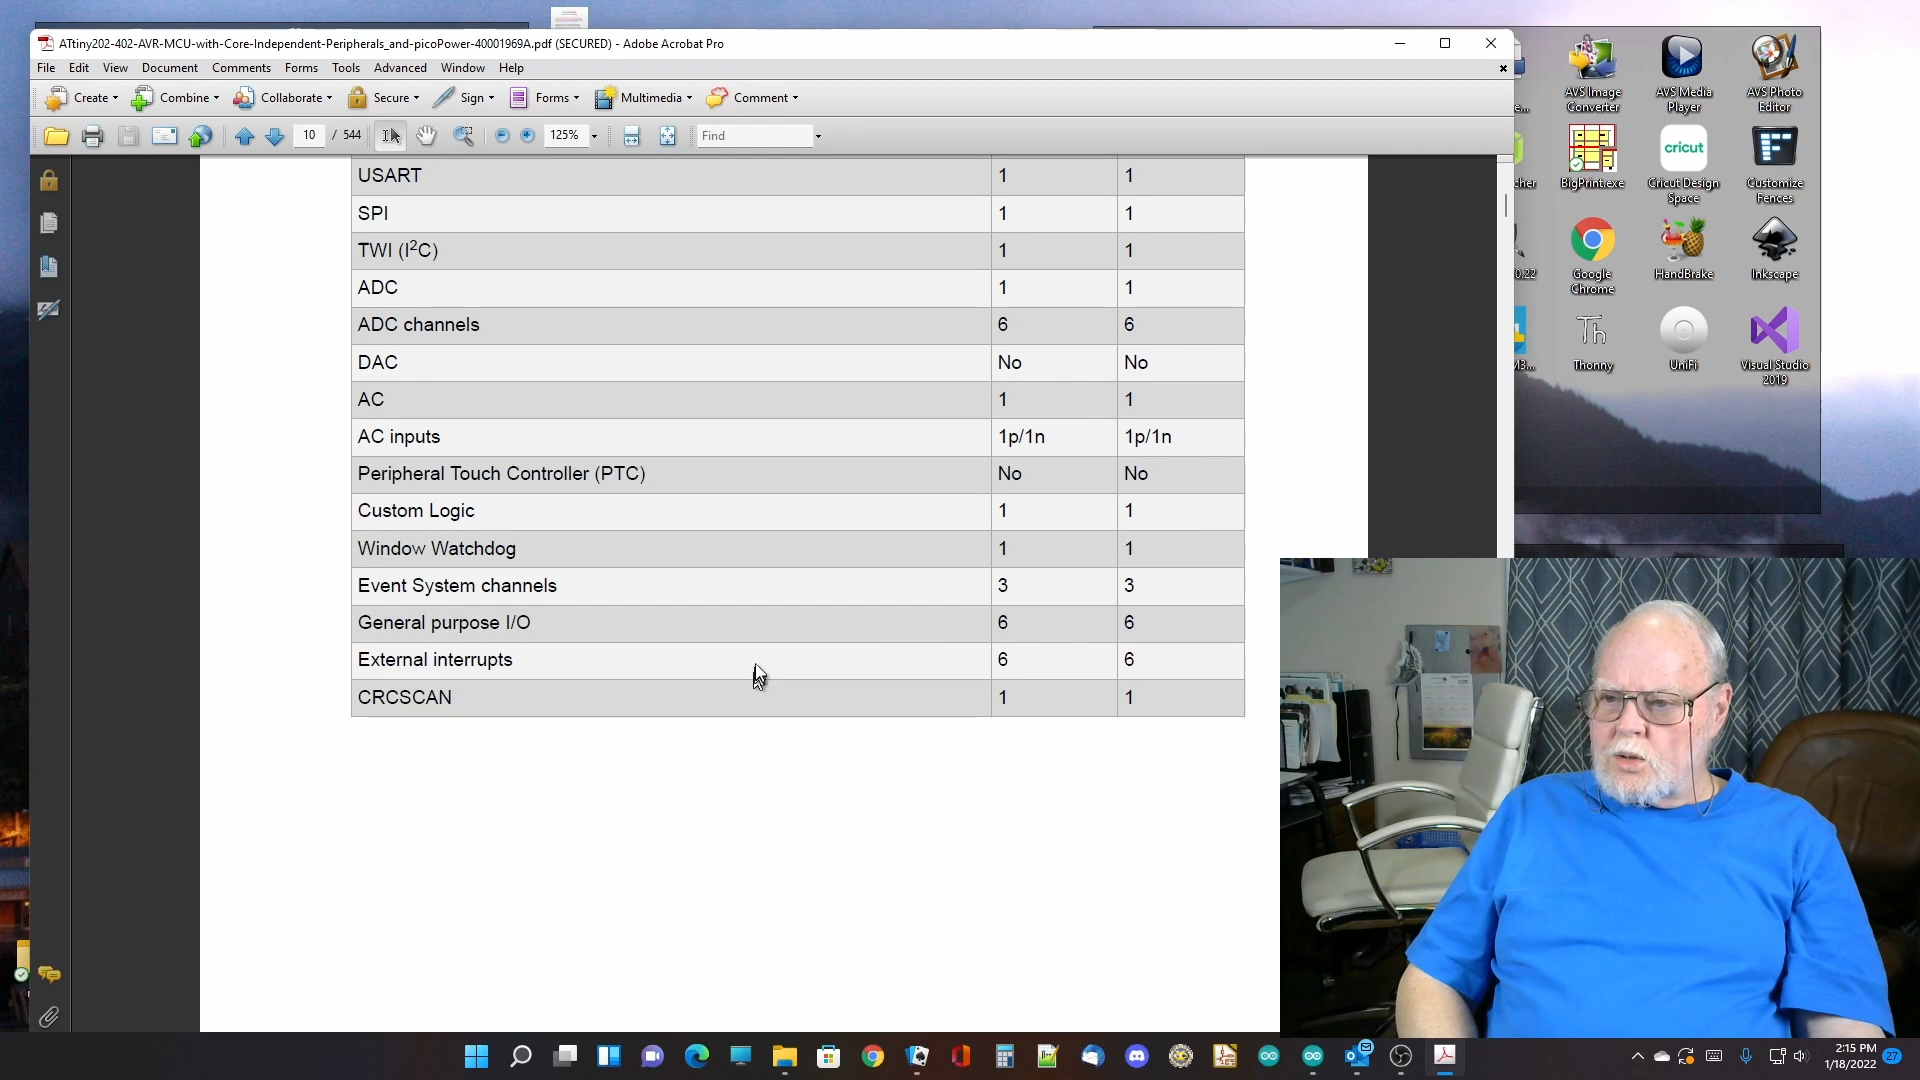 ATtiny202-402-AVR-MCU-with-Core-Independent-Peripherals_and-picoPower-40001969A.pdf (SECURED) - Adobe Acrobat Pro
File Edit View Document Comments Forms Tools Advanced Window Help
Create Combine Collaborate Secure Sign Forms Multimedia Comment
10 / 544 125% Find
USART 1 1
SPI 1 1
TWI (I²C) 1 1
ADC 1 1
ADC channels 6 6
DAC No No
AC 1 1
AC inputs 1p/1n 1p/1n
Peripheral Touch Controller (PTC) No No
Custom Logic 1 1
Window Watchdog 1 1
Event System channels 3 3
General purpose I/O 6 6
External interrupts 6 6
CRCSCAN 1 1
AVS Image Converter
AVS Media Player
AVS Photo Editor
cricut
cher
BigPrint.exe
Cricut Design Space
Customize Fences
0.22
Google Chrome
HandBrake
Inkscape
Th
Thonny
UniFi
Visual Studio 2019
2:15 PM
1/18/2022
27